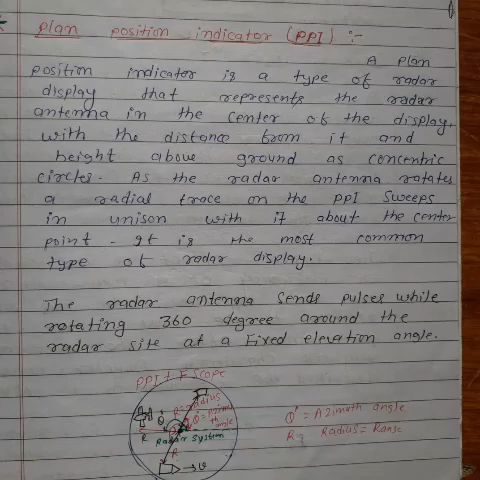 Plan position indicator (PPI) :-
A plan
position indicator is a type of radar
display that represents the radar
antenna in the center of the display,
with the distance from it and
height above ground as concentric
circles. As the radar antenna rotates
a radial trace on the PPI sweeps
in unison with it about the center
point. It is the most common
type of radar display.
The radar antenna sends pulses while
rotating 360 degree around the
radar site at a Fixed elevation angle.
R = radius
Azimuth
angle
R
Radar system
R
θ = Azimuth angle
R = Radius = Range